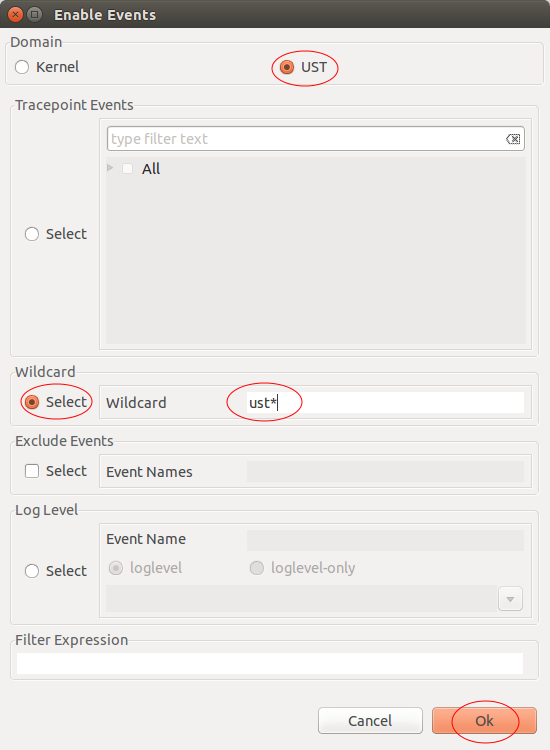 Enable Events
Domain
Kernel UST
Tracepoint Events
type filter text
All
Select
Wildcard
Select Wildcard ust*
Exclude Events
Select Event Names
Log Level
Event Name
Select loglevel loglevel-only
Filter Expression
Cancel Ok